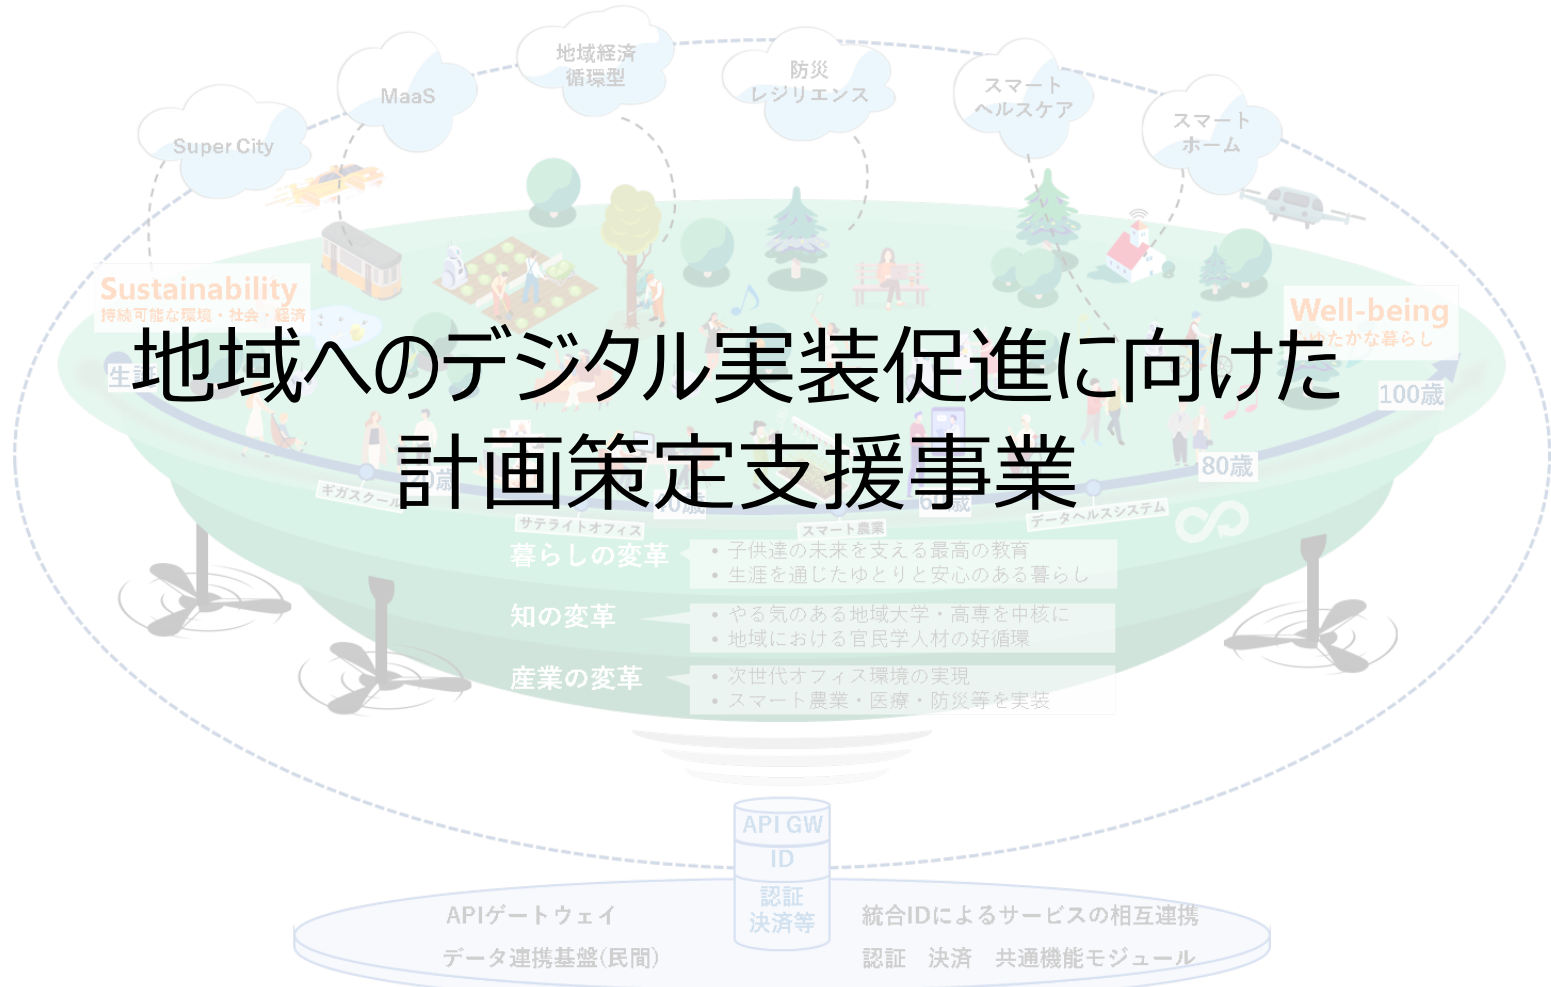 地域経済
循環型
防災
レジリエンス
MaaS
スマート
ヘルスケア
スマート
ホーム
Super City
Sustainability
持続可能な環境・社会・経済
Well-being
ゆたかな暮らし
地域へのデジタル実装促進に向けた
計画策定支援事業
生誕
100歳
80歳
20歳
40歳
60歳
ギガスクール
サテライトオフィス
スマート農業
データヘルスシステム
暮らしの変革
• 子供達の未来を支える最高の教育
• 生涯を通じたゆとりと安心のある暮らし
知の変革
• やる気のある地域大学・高専を中核に
• 地域における官民学人材の好循環
産業の変革
• 次世代オフィス環境の実現
• スマート農業・医療・防災等を実装
API GW
ID
認証
決済等
APIゲートウェイ
統合IDによるサービスの相互連携
データ連携基盤(民間)
認証 決済 共通機能モジュール